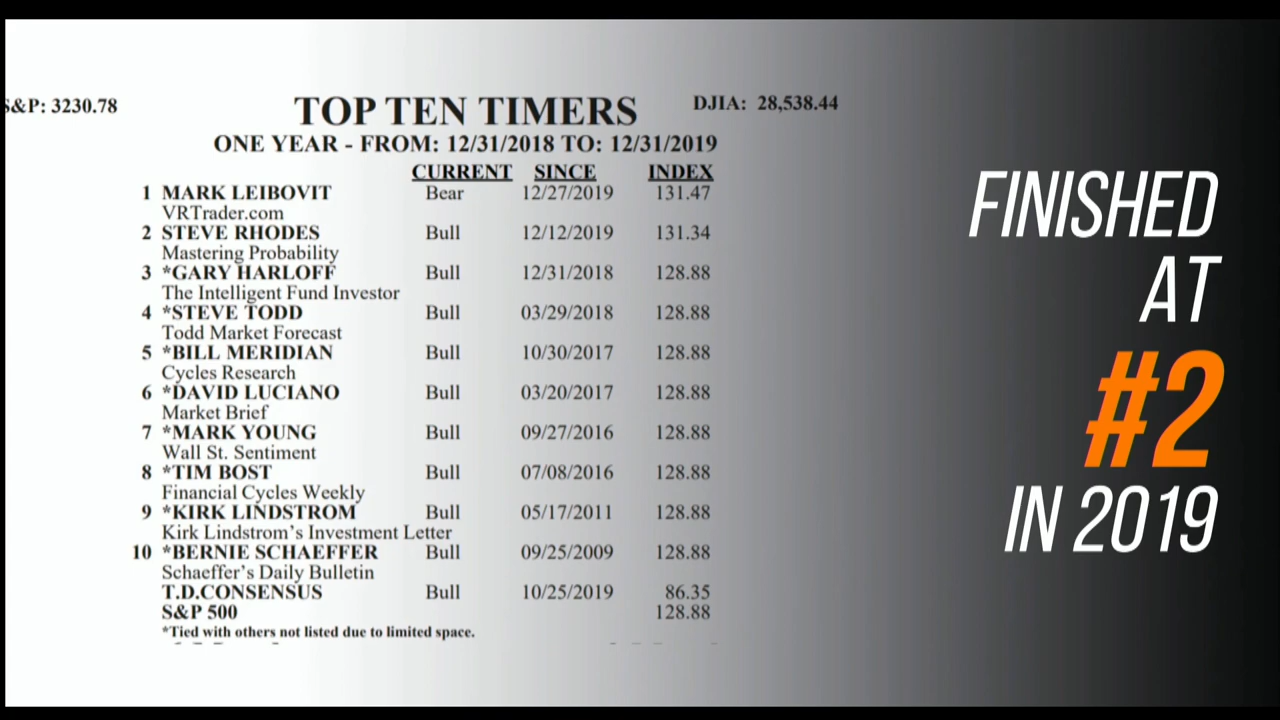 S&P: 3230.78
TOP TEN TIMERS
DJIA: 28,538.44
ONE YEAR - FROM: 12/31/2018 TO: 12/31/2019
CURRENT SINCE INDEX
1 MARK LEIBOVIT Bear 12/27/2019 131.47
VRTrader.com
2 STEVE RHODES Bull 12/12/2019 131.34
Mastering Probability
3 *GARY HARLOFF Bull 12/31/2018 128.88
The Intelligent Fund Investor
4 *STEVE TODD Bull 03/29/2018 128.88
Todd Market Forecast
5 *BILL MERIDIAN Bull 10/30/2017 128.88
Cycles Research
6 *DAVID LUCIANO Bull 03/20/2017 128.88
Market Brief
7 *MARK YOUNG Bull 09/27/2016 128.88
Wall St. Sentiment
8 *TIM BOST Bull 07/08/2016 128.88
Financial Cycles Weekly
9 *KIRK LINDSTROM Bull 05/17/2011 128.88
Kirk Lindstrom's Investment Letter
10 *BERNIE SCHAEFFER Bull 09/25/2009 128.88
Schaeffer's Daily Bulletin
T.D.CONSENSUS Bull 10/25/2019 86.35
S&P 500 128.88
*Tied with others not listed due to limited space.
FINISHED
AT
#2
IN 2019